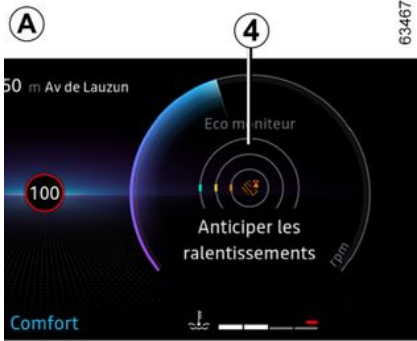 A
4
63467
50 m Av de Lauzun
Eco moniteur
100
Anticiper les
ralentissements
rpm
Comfort